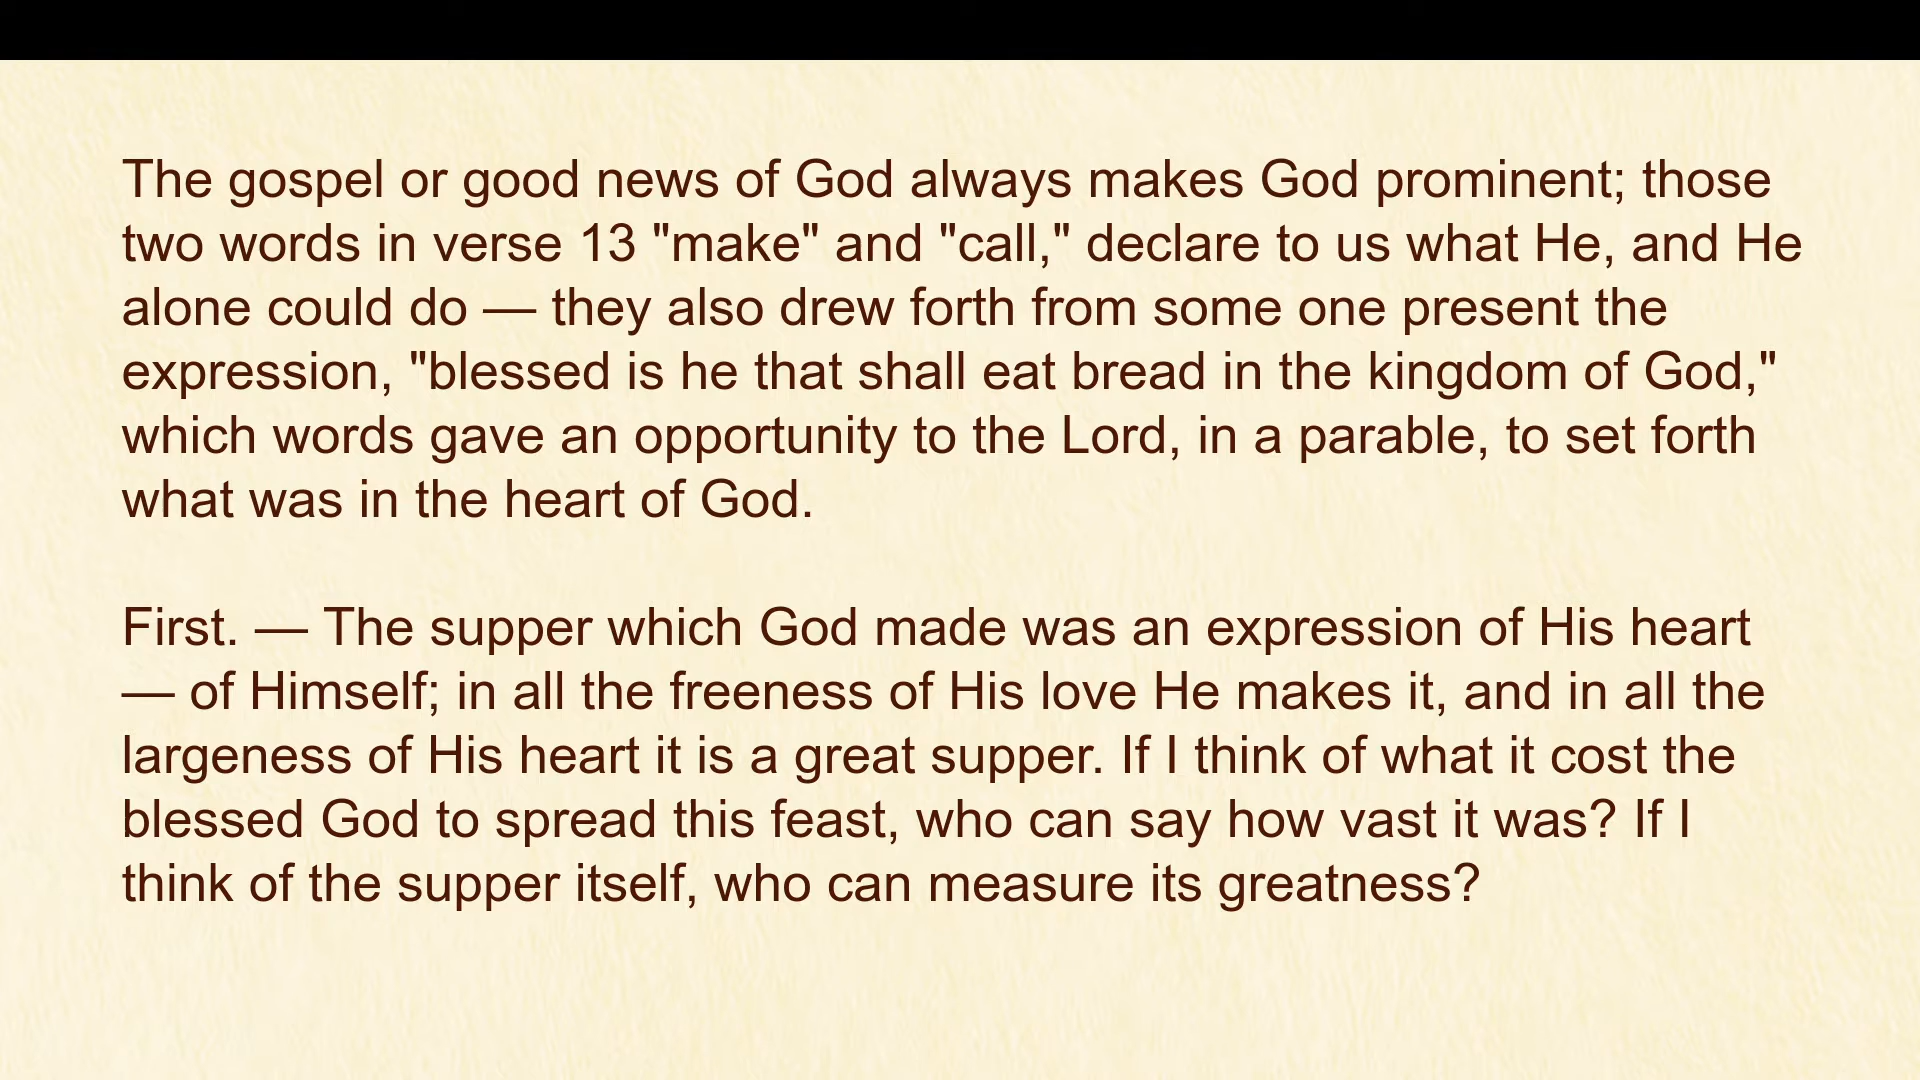 The gospel or good news of God always makes God prominent; those
two words in verse 13 "make" and "call," declare to us what He, and He
alone could do — they also drew forth from some one present the
expression, "blessed is he that shall eat bread in the kingdom of God,"
which words gave an opportunity to the Lord, in a parable, to set forth
what was in the heart of God.
First. — The supper which God made was an expression of His heart
— of Himself; in all the freeness of His love He makes it, and in all the
largeness of His heart it is a great supper. If I think of what it cost the
blessed God to spread this feast, who can say how vast it was? If I
think of the supper itself, who can measure its greatness?